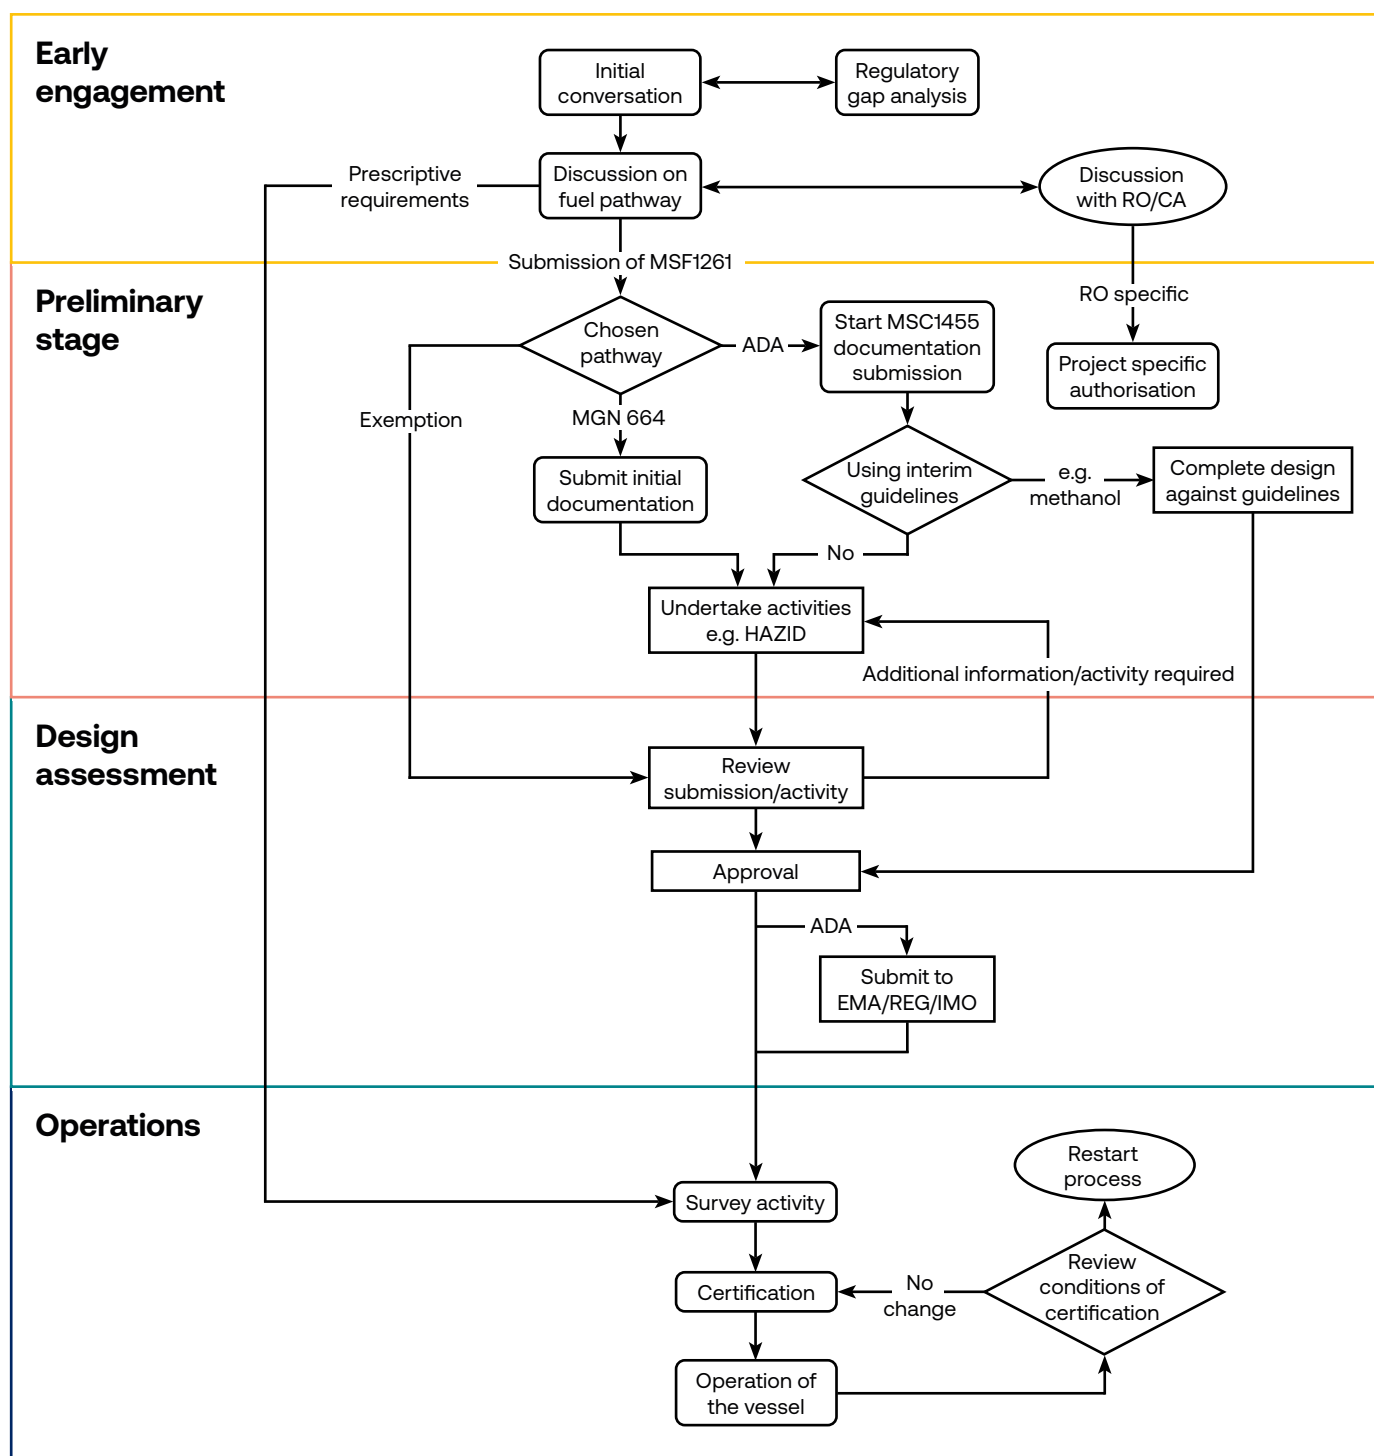 Early
engagement
Initial
conversation
Regulatory
gap analysis
Prescriptive
requirements
Discussion on
fuel pathway
Discussion
with RO/CA
Submission of MSF1261
Preliminary
stage
RO specific
Chosen
pathway
ADA
Start MSC1455
documentation
submission
Project specific
authorisation
Exemption
MGN 664
Submit initial
documentation
Using interim
guidelines
e.g.
methanol
Complete design
against guidelines
No
Undertake activities
e.g. HAZID
Additional information/activity required
Design
assessment
Review
submission/activity
Approval
ADA
Submit to
EMA/REG/IMO
Operations
Restart
process
Survey activity
Review
conditions of
certification
No
change
Certification
Operation of
the vessel